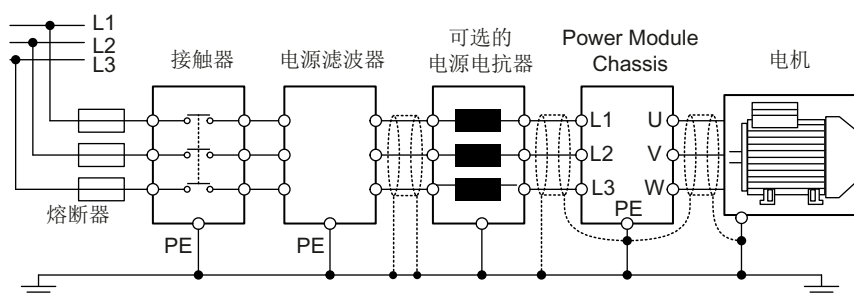 L1
L2
L3
接触器
电源滤波器
可选的
电源电抗器
Power Module
Chassis
电机
L1
U
L2
V
L3
W
熔断器
PE
PE
PE